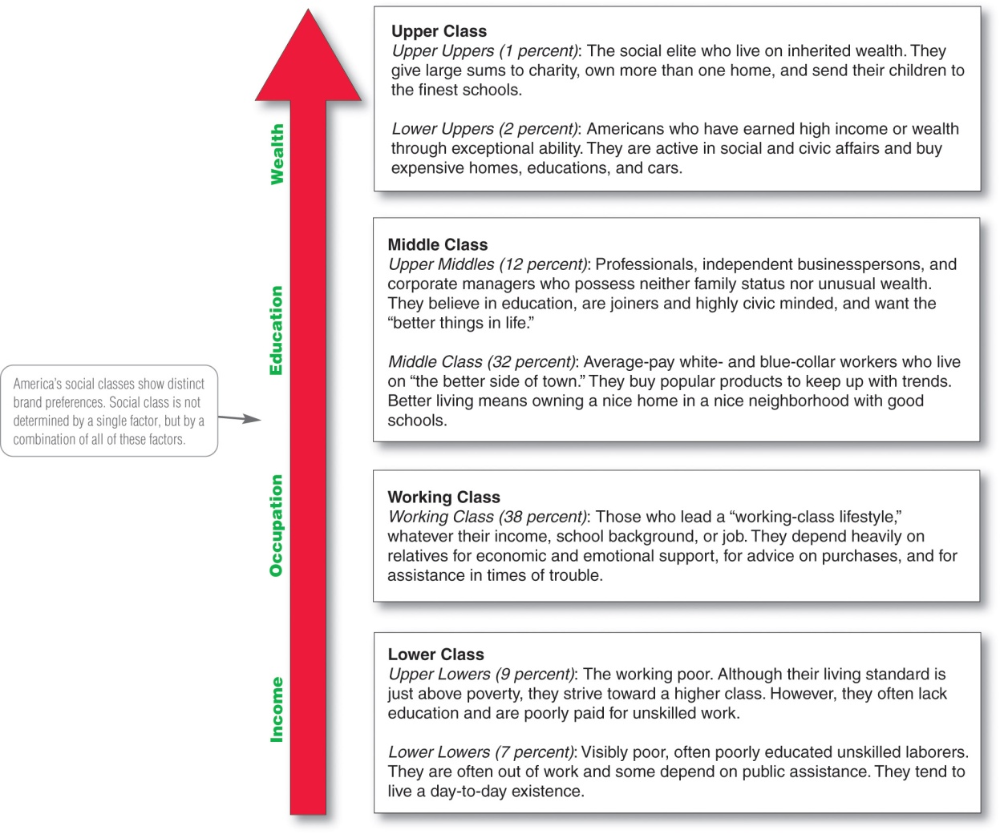 Upper Class
Upper Uppers (1 percent): The social elite who live on inherited wealth. They
give large sums to charity, own more than one home, and send their children to
the finest schools.
Lower Uppers (2 percent): Americans who have earned high income or wealth
through exceptional ability. They are active in social and civic affairs and buy
expensive homes, educations, and cars.
Wealth
Middle Class
Upper Middles (12 percent): Professionals, independent businesspersons, and
corporate managers who possess neither family status nor unusual wealth.
They believe in education, are joiners and highly civic minded, and want the
“better things in life.”
Middle Class (32 percent): Average-pay white- and blue-collar workers who live
on “the better side of town.” They buy popular products to keep up with trends.
Better living means owning a nice home in a nice neighborhood with good
schools.
Education
America’s social classes show distinct
brand preferences. Social class is not
determined by a single factor, but by a
combination of all of these factors.
Working Class
Working Class (38 percent): Those who lead a “working-class lifestyle,”
whatever their income, school background, or job. They depend heavily on
relatives for economic and emotional support, for advice on purchases, and for
assistance in times of trouble.
Occupation
Lower Class
Upper Lowers (9 percent): The working poor. Although their living standard is
just above poverty, they strive toward a higher class. However, they often lack
education and are poorly paid for unskilled work.
Lower Lowers (7 percent): Visibly poor, often poorly educated unskilled laborers.
They are often out of work and some depend on public assistance. They tend to
live a day-to-day existence.
Income